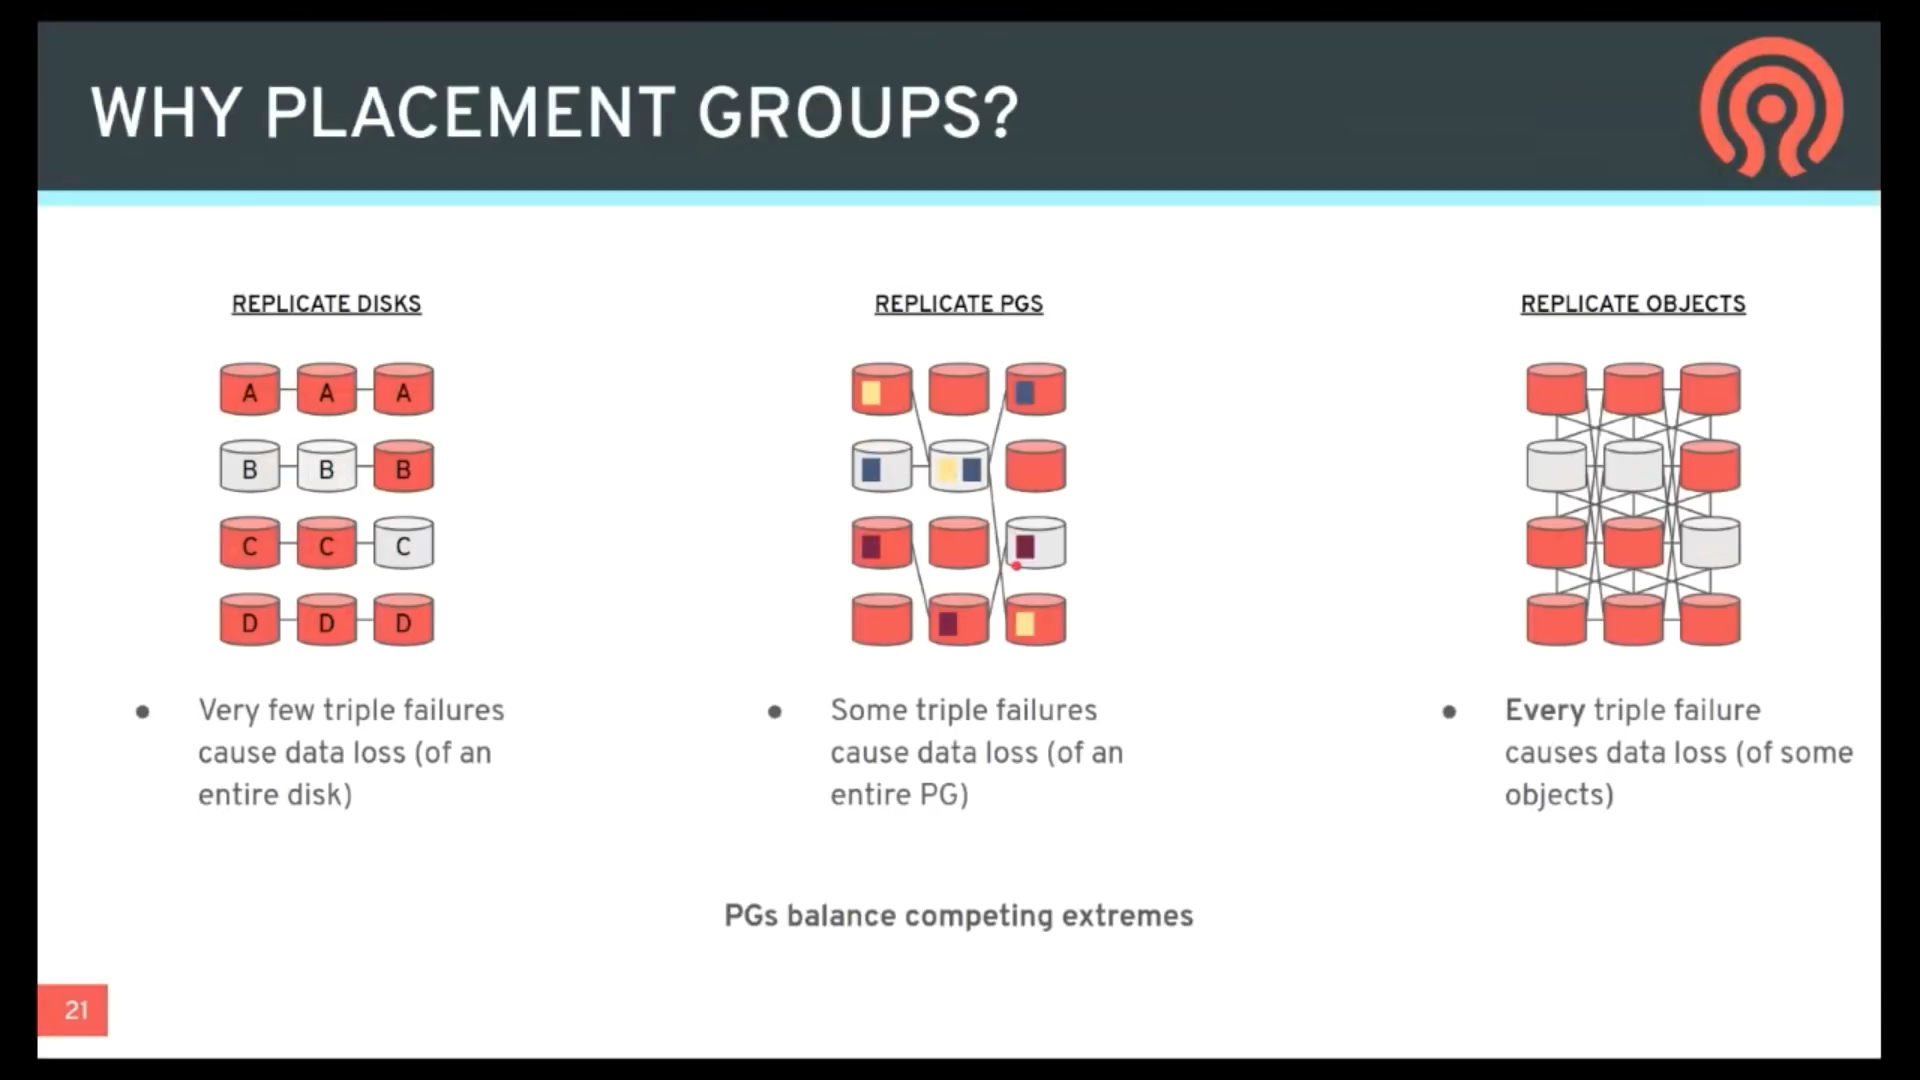 WHY PLACEMENT GROUPS?
REPLICATE DISKS
A A A
B B B
C C C
D D D
● Very few triple failures
cause data loss (of an
entire disk)
REPLICATE PGS
● Some triple failures
cause data loss (of an
entire PG)
REPLICATE OBJECTS
● Every triple failure
causes data loss (of some
objects)
PGs balance competing extremes
21